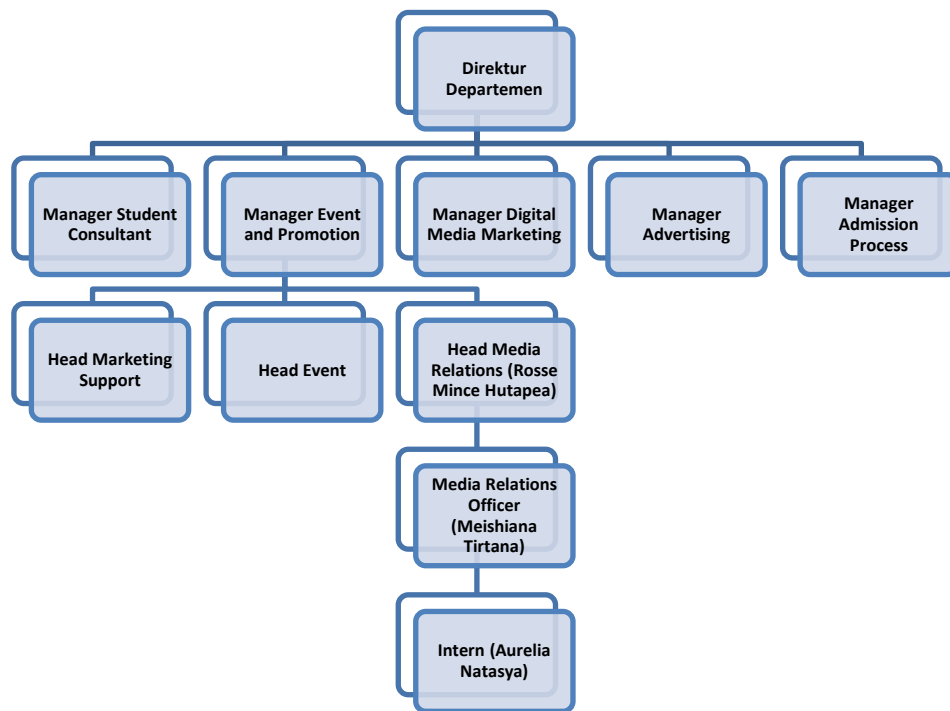 Direktur
Departemen
Manager Student
Consultant
Manager Event
and Promotion
Manager Digital
Media Marketing
Manager
Advertising
Manager
Admission
Process
Head Marketing
Support
Head Event
Head Media
Relations (Rosse
Mince Hutapea)
Media Relations
Officer
(Meishiana
Tirtana)
Intern (Aurelia
Natasya)